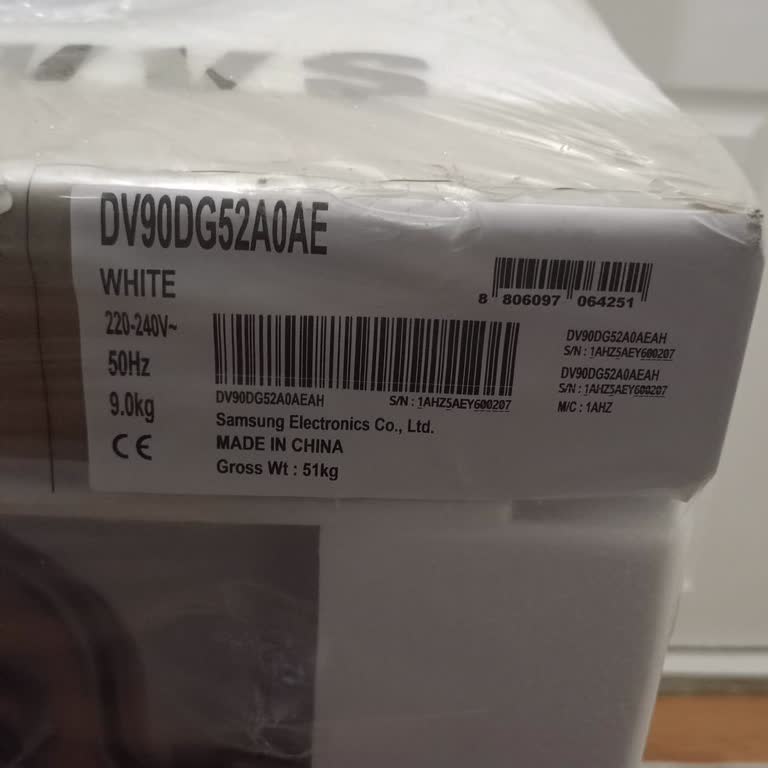 DV90DG52A0AE
WHITE
220-240V~
50Hz
9.0kg
CE
DV90DG52A0AEAH S/N : 1AHZ5AEY600207
Samsung Electronics Co., Ltd.
MADE IN CHINA
Gross Wt : 51kg
8 806097 064251
DV90DG52A0AEAH
S/N : 1AHZ5AEY600207
DV90DG52A0AEAH
S/N : 1AHZ5AEY600207
M/C : 1AHZ